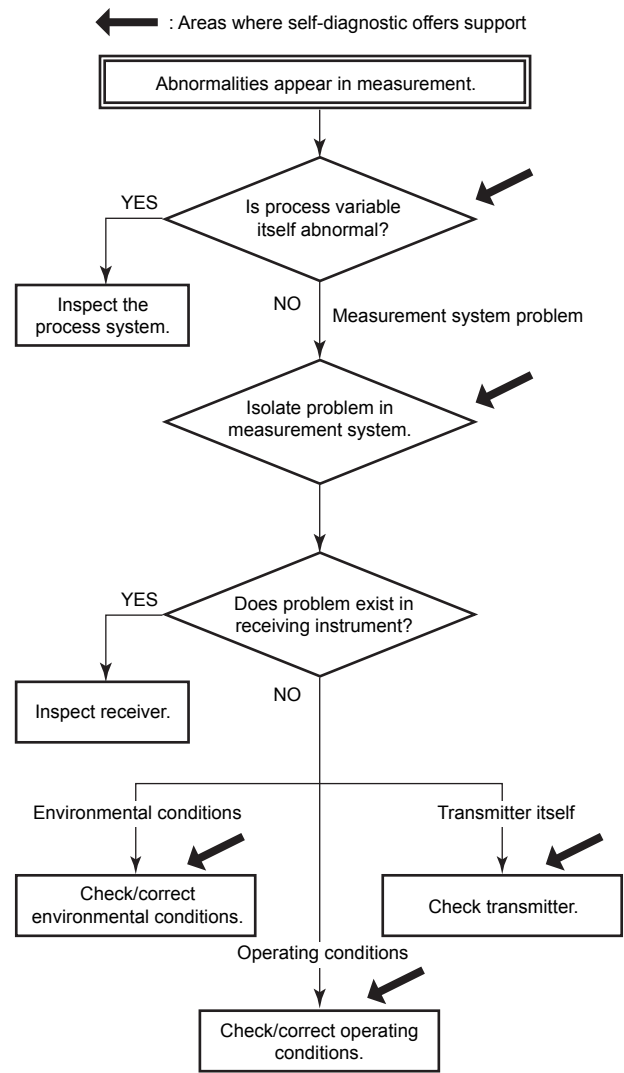 : Areas where self-diagnostic offers support
Abnormalities appear in measurement.
YES
Is process variable
itself abnormal?
Inspect the
process system.
NO
Measurement system problem
Isolate problem in
measurement system.
YES
Does problem exist in
receiving instrument?
Inspect receiver.
NO
Environmental conditions
Transmitter itself
Check/correct
environmental conditions.
Check transmitter.
Operating conditions
Check/correct operating
conditions.